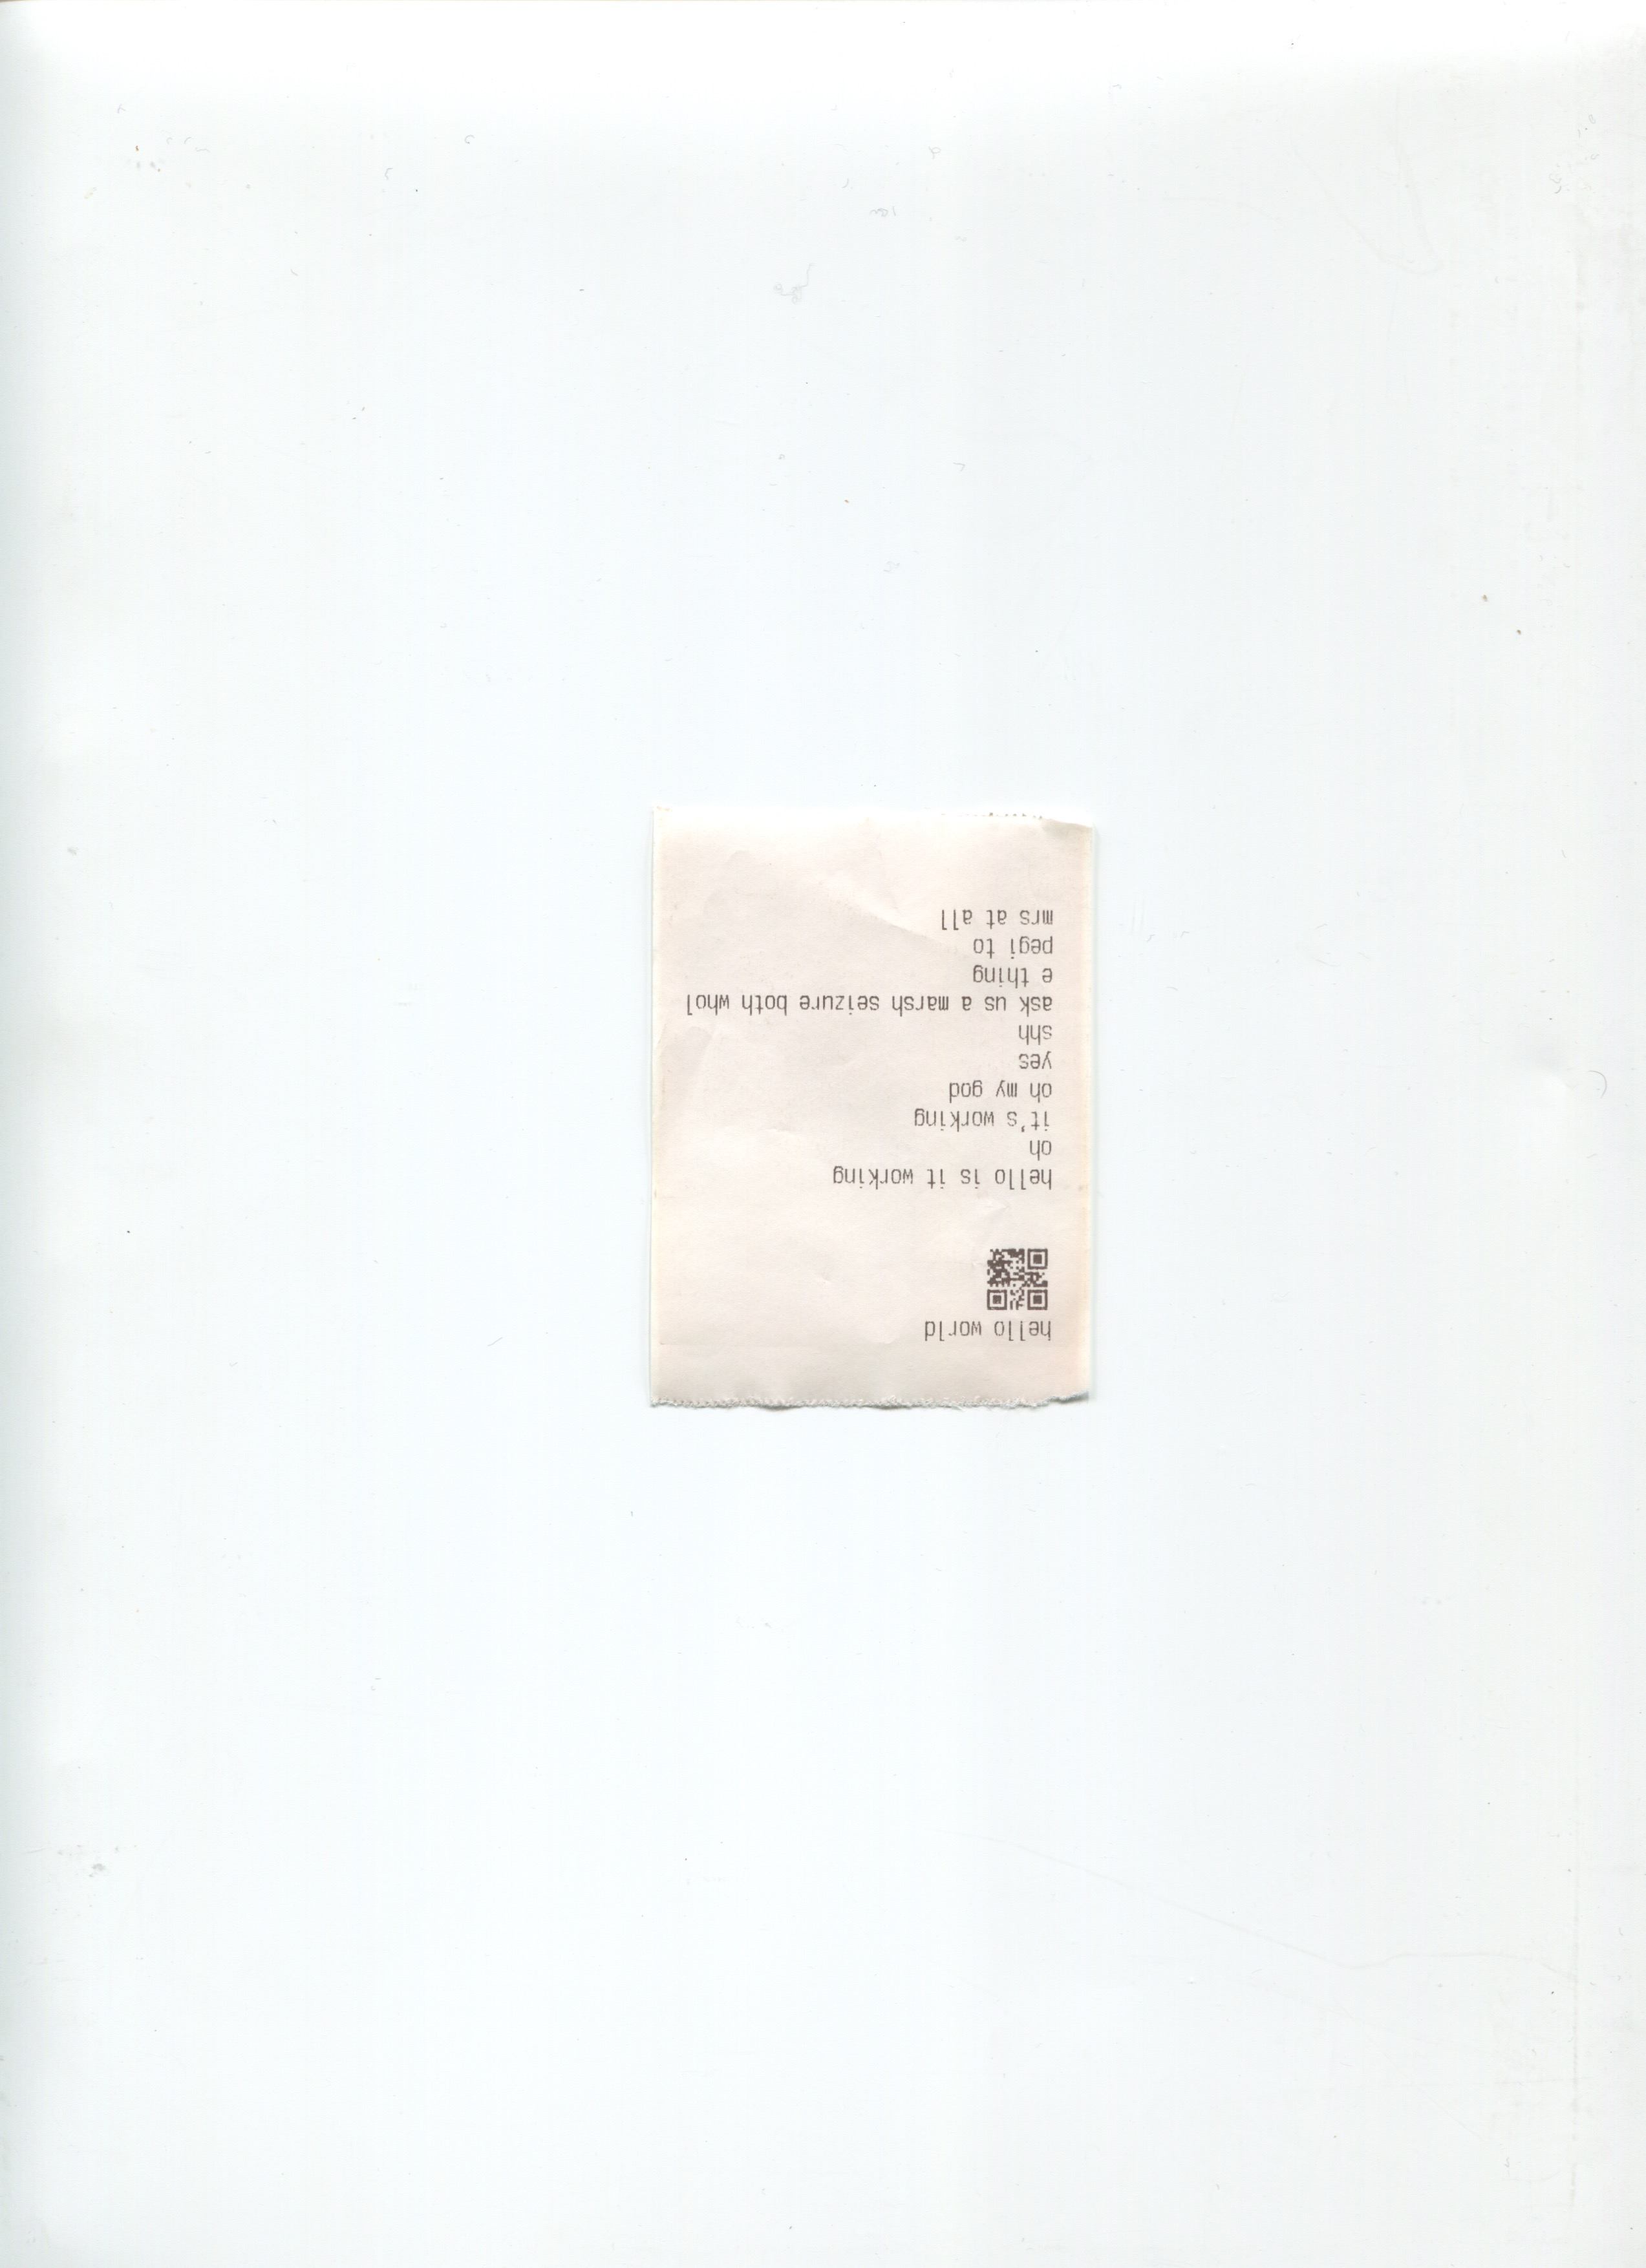 hello world
hello is it working
oh
it's working
oh my god
yes
shh
ask us a marsh seizure both whol
e thing
pegi to
mrs at all